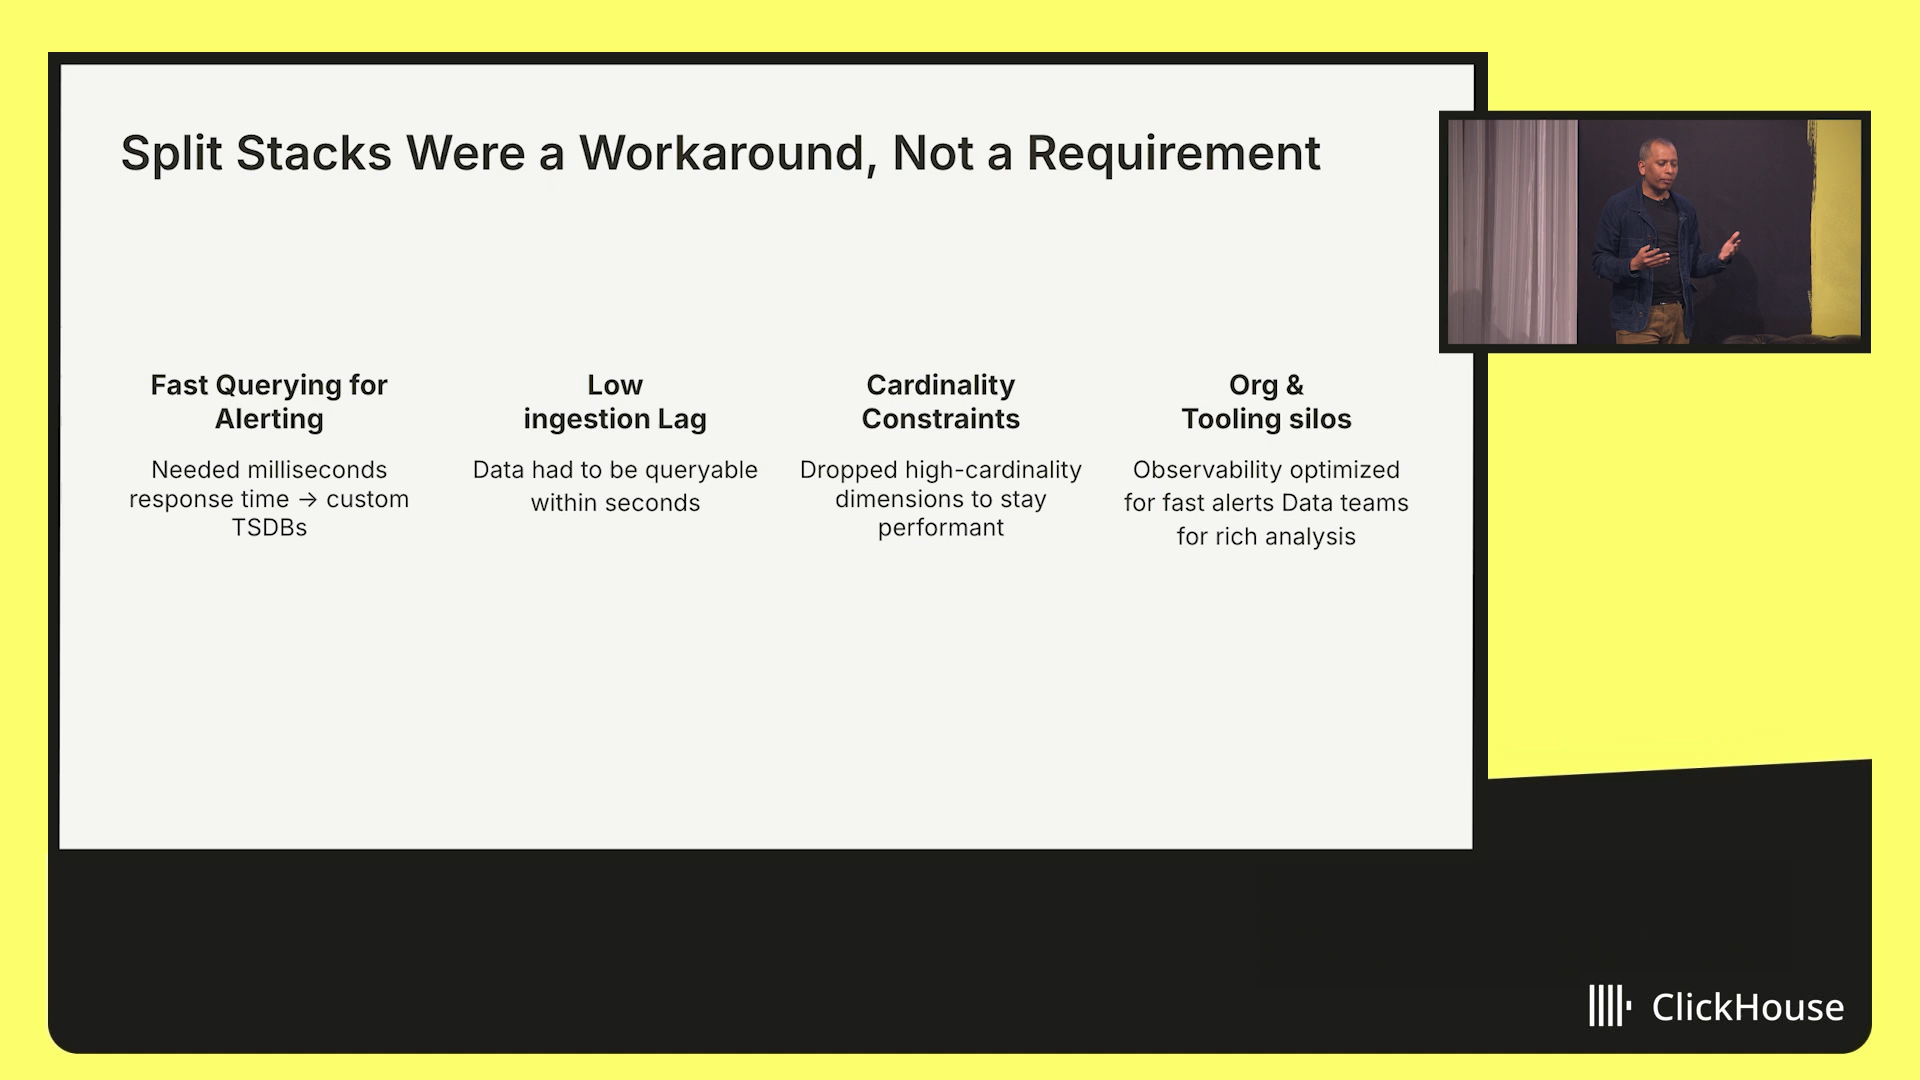 Split Stacks Were a Workaround, Not a Requirement
Fast Querying for
Alerting
Needed milliseconds
response time → custom
TSDBs
Low
ingestion Lag
Data had to be queryable
within seconds
Cardinality
Constraints
Dropped high-cardinality
dimensions to stay
performant
Org &
Tooling silos
Observability optimized
for fast alerts Data teams
for rich analysis
ClickHouse